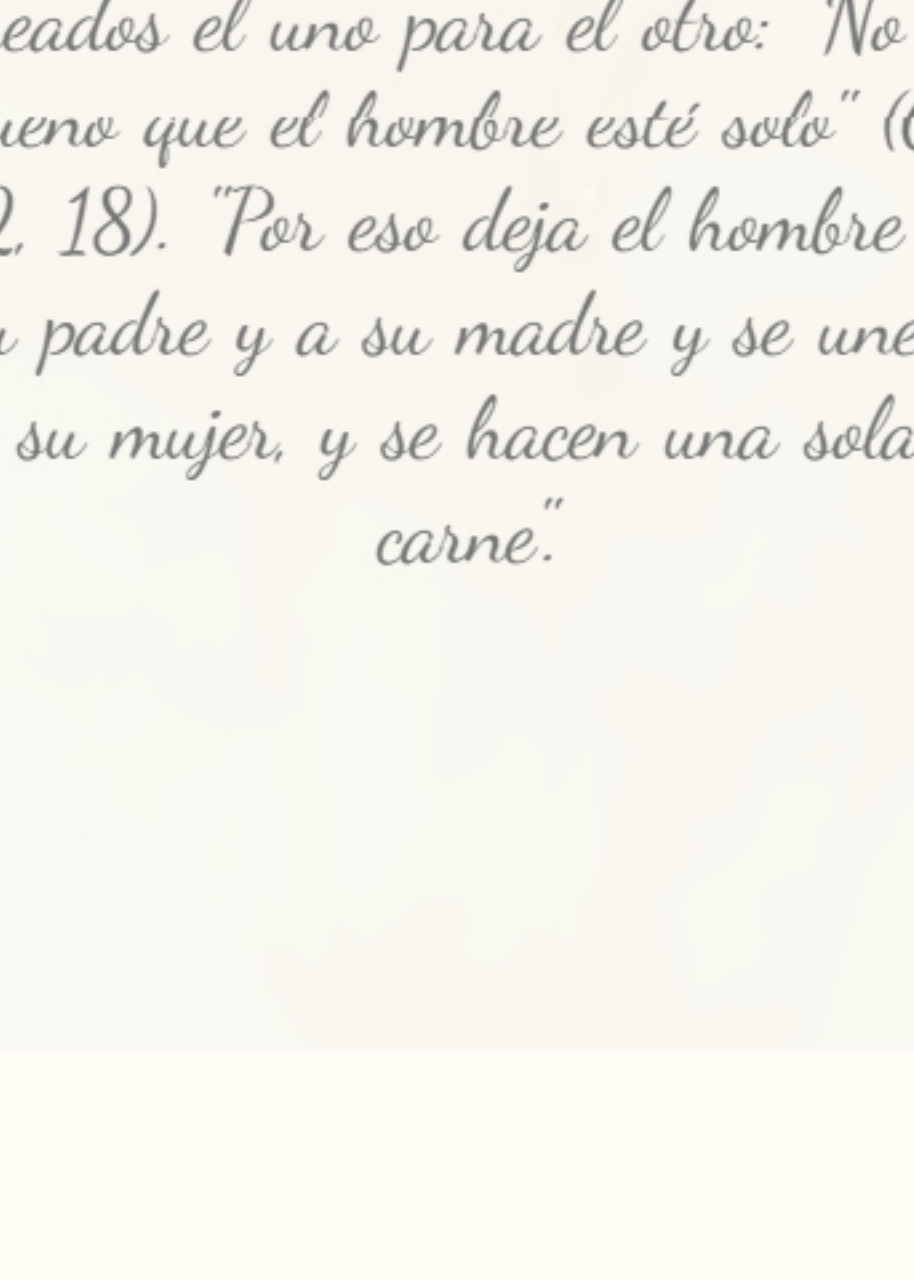 eados el uno para el otro: "No
ueno que el hombre esté solo" (
2, 18). "Por eso deja el hombre
padre y a su madre y se une
su mujer, y se hacen una sola
carne".